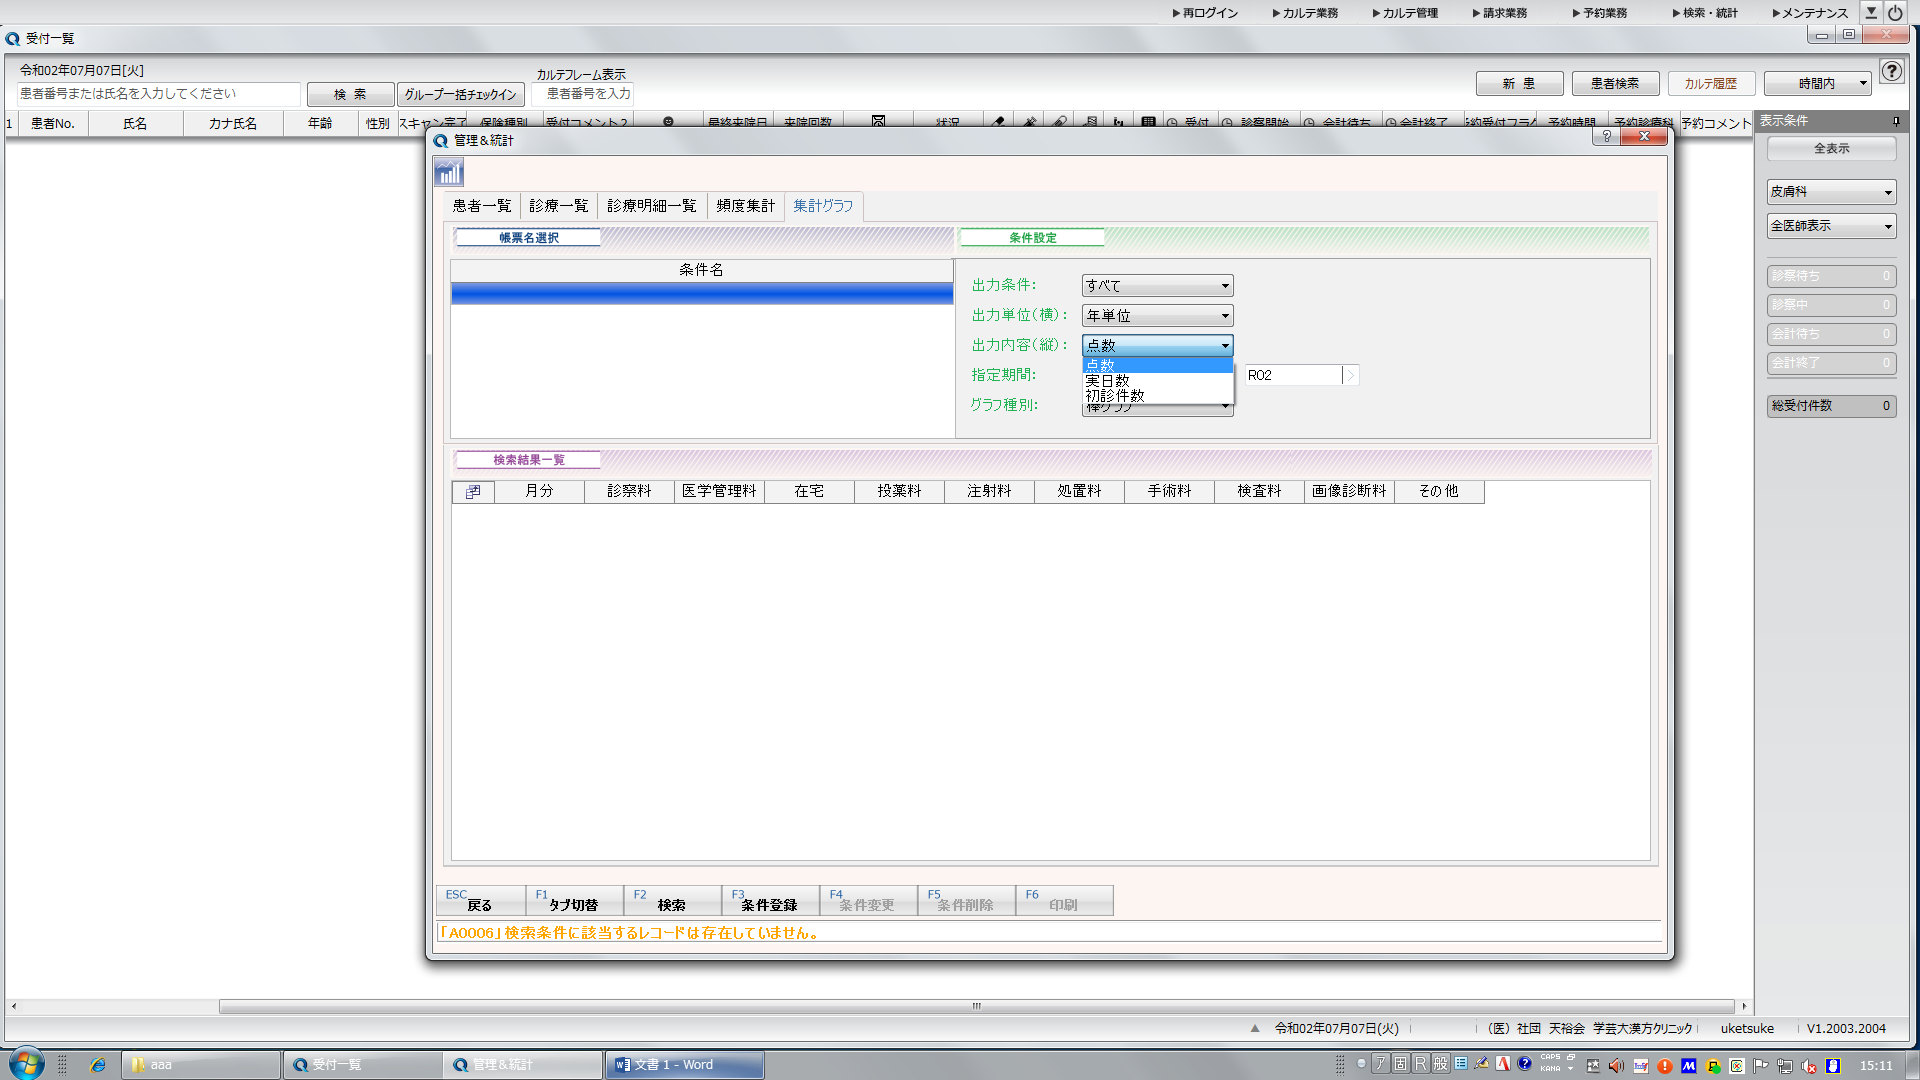 ▶再ログイン ▶カルテ業務 ▶カルテ管理 ▶請求業務 ▶予約業務 ▶検索・統計 ▶メンテナンス
受付一覧
令和02年07月07日[火]
カルテフレーム表示
患者番号または氏名を入力してください 検 索 グループ一括チェックイン 患者番号を入力 新 患 患者検索 カルテ履歴 時間内
1 患者No. 氏名 カナ氏名 年齢 性別 スキャン完了 保険種別 受付コメント2 最終来院日 来院回数 状況 受付 診察開始 会計待ち 会計終了 予約受付フラグ 予約時間 予約診療科 予約コメント
表示条件
全表示
皮膚科
全医師表示
診察待ち 0
診察中 0
会計待ち 0
会計終了 0
総受付件数 0
管理&統計
患者一覧 診療一覧 診療明細一覧 頻度集計 集計グラフ
帳票名選択 条件設定
条件名
出力条件: すべて
出力単位(横): 年単位
出力内容(縦): 点数
点数
実日数
初診件数
指定期間: R02
グラフ種別: 棒グラフ
検索結果一覧
月分 診察料 医学管理料 在宅 投薬料 注射料 処置料 手術料 検査料 画像診断料 その他
ESC 戻る F1 タブ切替 F2 検索 F3 条件登録 F4 条件変更 F5 条件削除 F6 印刷
「A0006」検索条件に該当するレコードは存在していません。
令和02年07月07日(火) (医)社団 天裕会 学芸大漢方クリニック uketsuke V1.2003.2004
aaa 受付一覧 管理&統計 文書 1 - Word ア 固 R 般 CAPS KANA 15:11